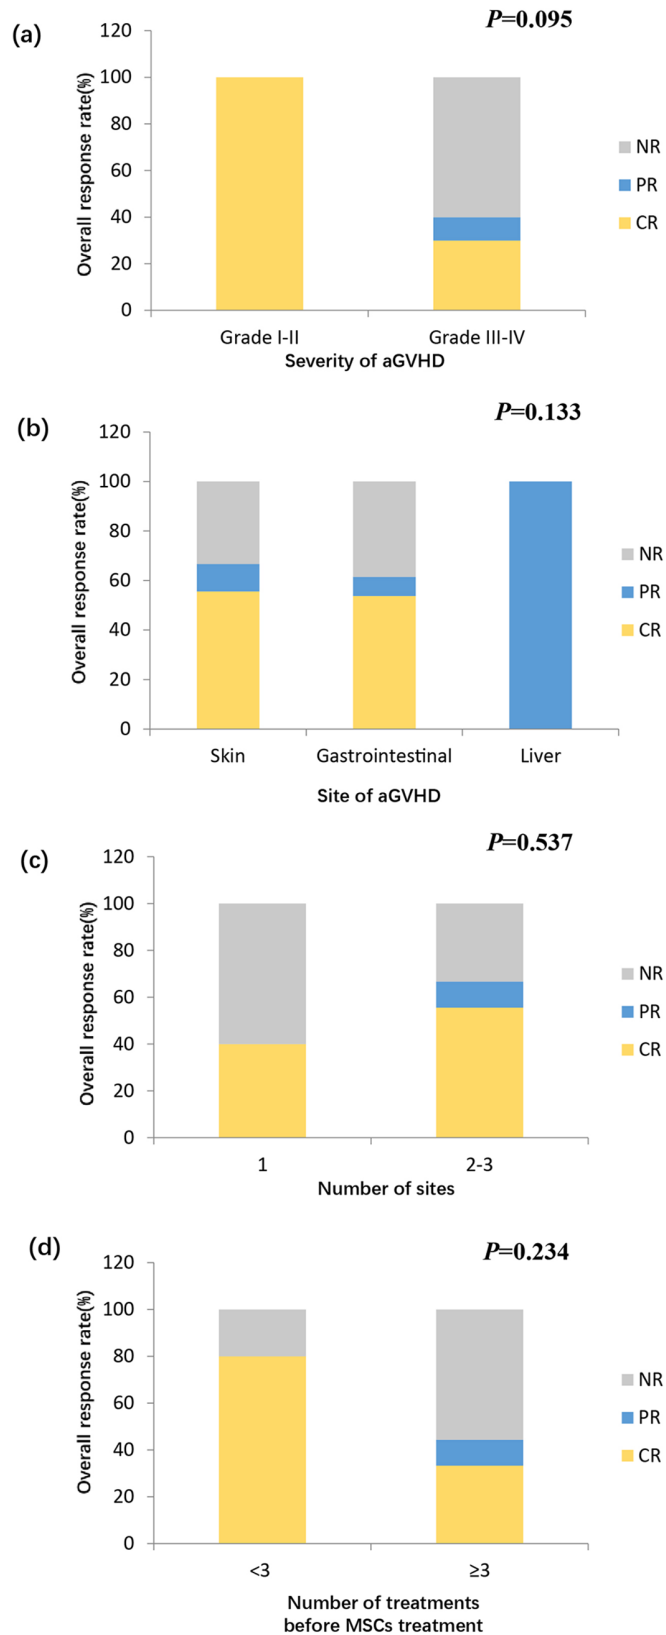 (a)
P=0.095
Overall response rate(%)
120
100
80
60
40
20
0
Grade I-II
Grade III-IV
Severity of aGVHD
NR
PR
CR
(b)
P=0.133
Overall response rate(%)
120
100
80
60
40
20
0
Skin
Gastrointestinal
Liver
Site of aGVHD
NR
PR
CR
(c)
P=0.537
Overall response rate(%)
120
100
80
60
40
20
0
1
2-3
Number of sites
NR
PR
CR
(d)
P=0.234
Overall response rate(%)
120
100
80
60
40
20
0
<3
≥3
Number of treatments
before MSCs treatment
NR
PR
CR